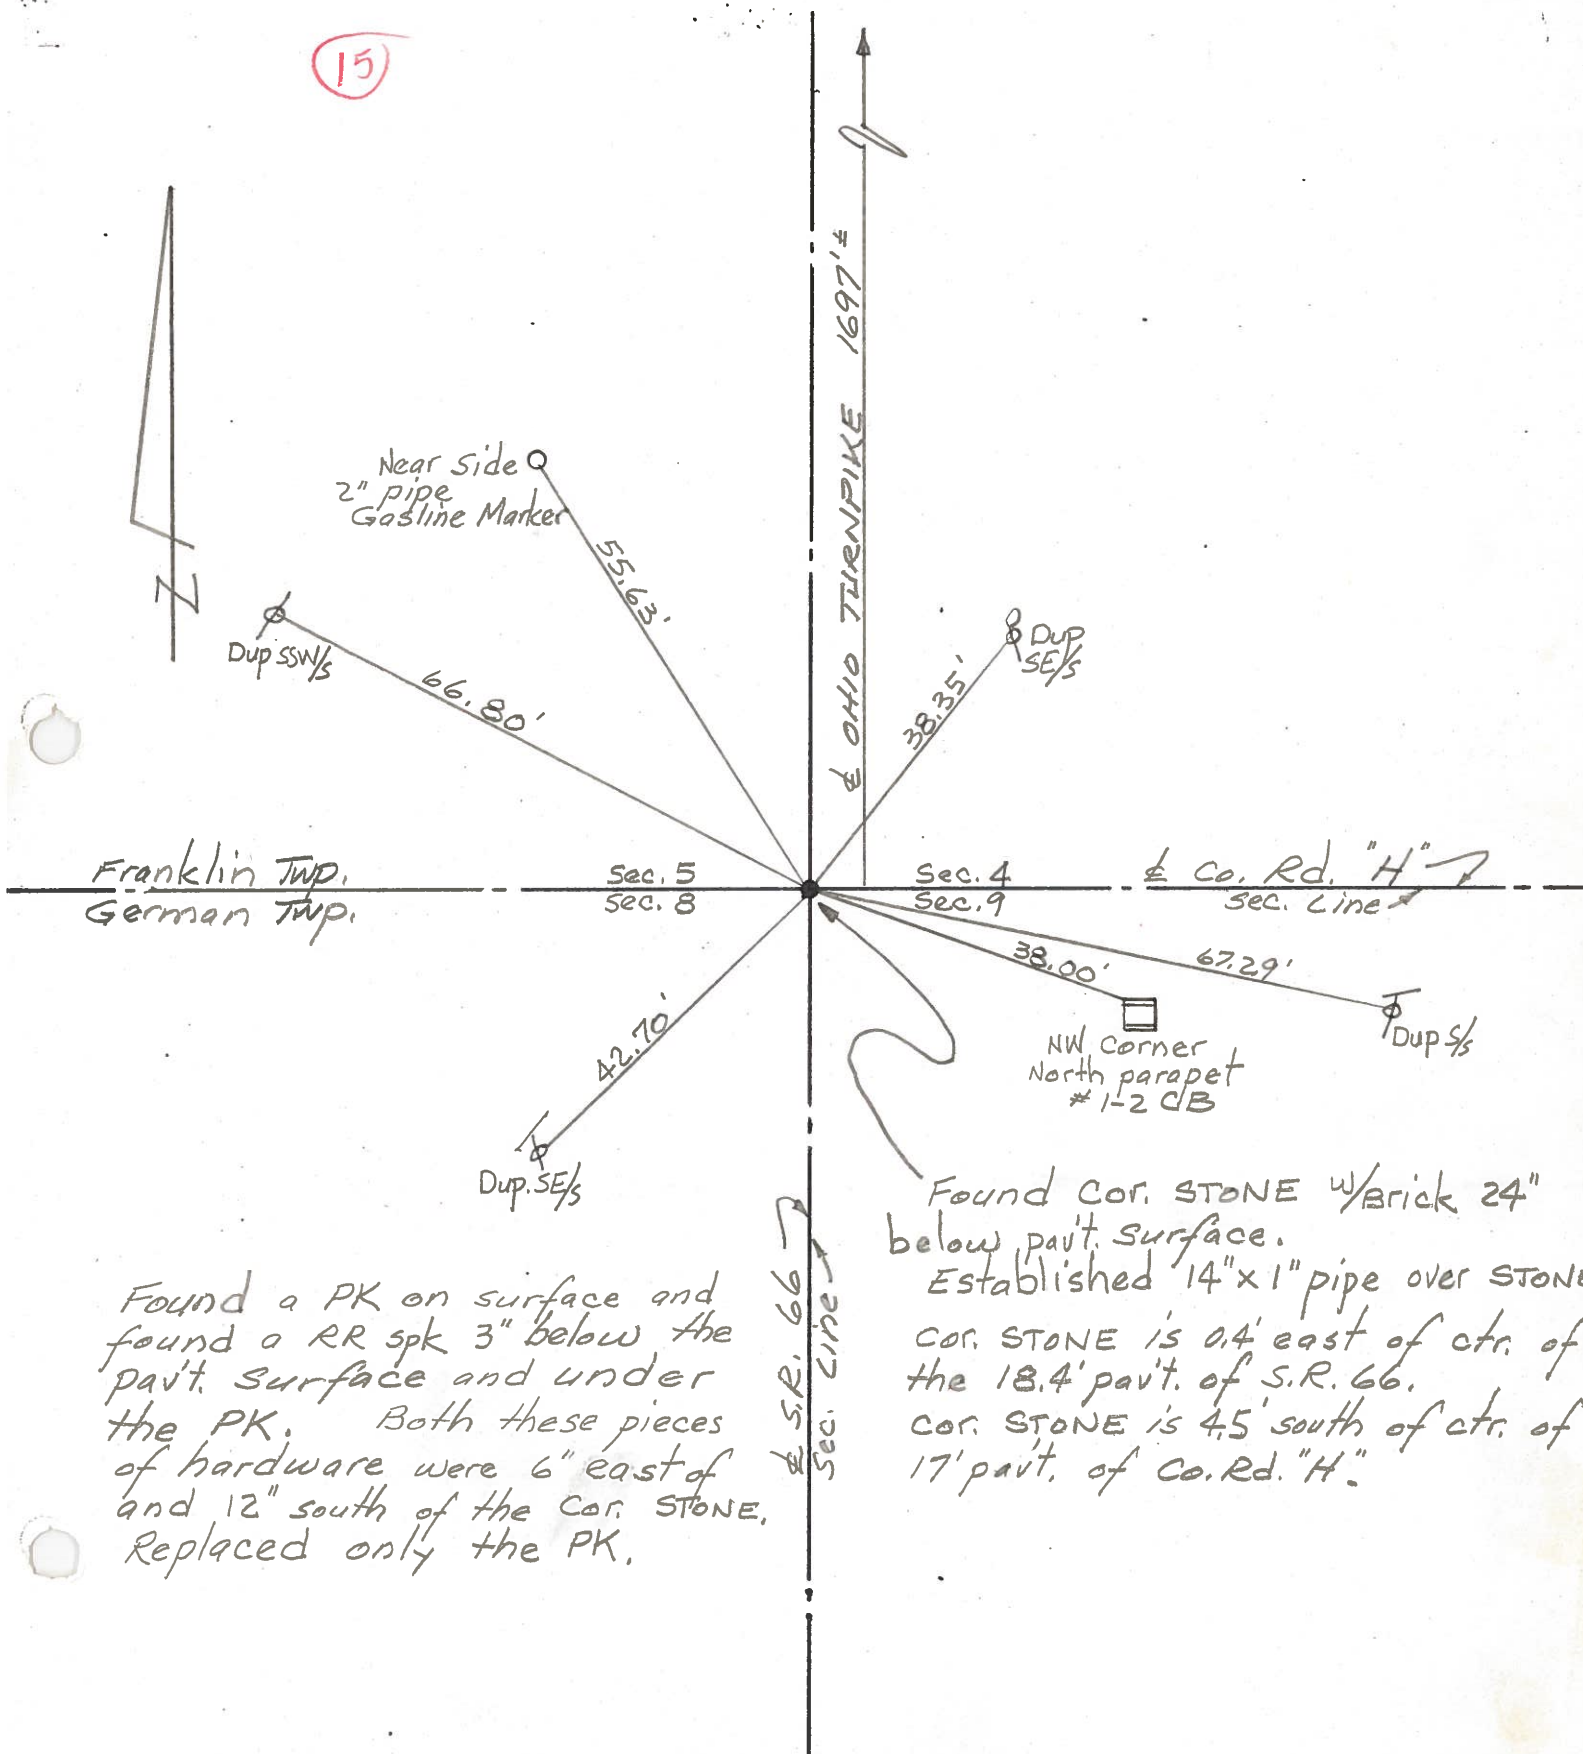 15
℄ OHIO TURNPIKE 1697'±
Near Side
2" pipe
Gasline Marker
55.63'
Dup SSW/s
66.80'
N
Dup
SE/s
38.35'
Franklin Twp.
German Twp.
Sec. 5
Sec. 8
Sec. 4
Sec. 9
℄ Co. Rd. "H"
Sec. Line
38.00'
67.29'
NW Corner
North parapet
# 1-2 CB
Dup S/s
42.70'
Dup. SE/s
℄ S.R. 66
Sec. Line
Found Cor. STONE w/Brick 24"
below pav't. surface.
Established 14" x 1" pipe over STONE
Cor. STONE is 0.4' east of ctr. of
the 18.4' pav't. of S.R. 66.
Cor. STONE is 4.5' south of ctr. of
17' pav't. of Co. Rd. "H".
Found a PK on surface and
found a RR spk 3" below the
pav't. surface and under
the PK. Both these pieces
of hardware were 6" east of
and 12" south of the Cor. STONE.
Replaced only the PK.